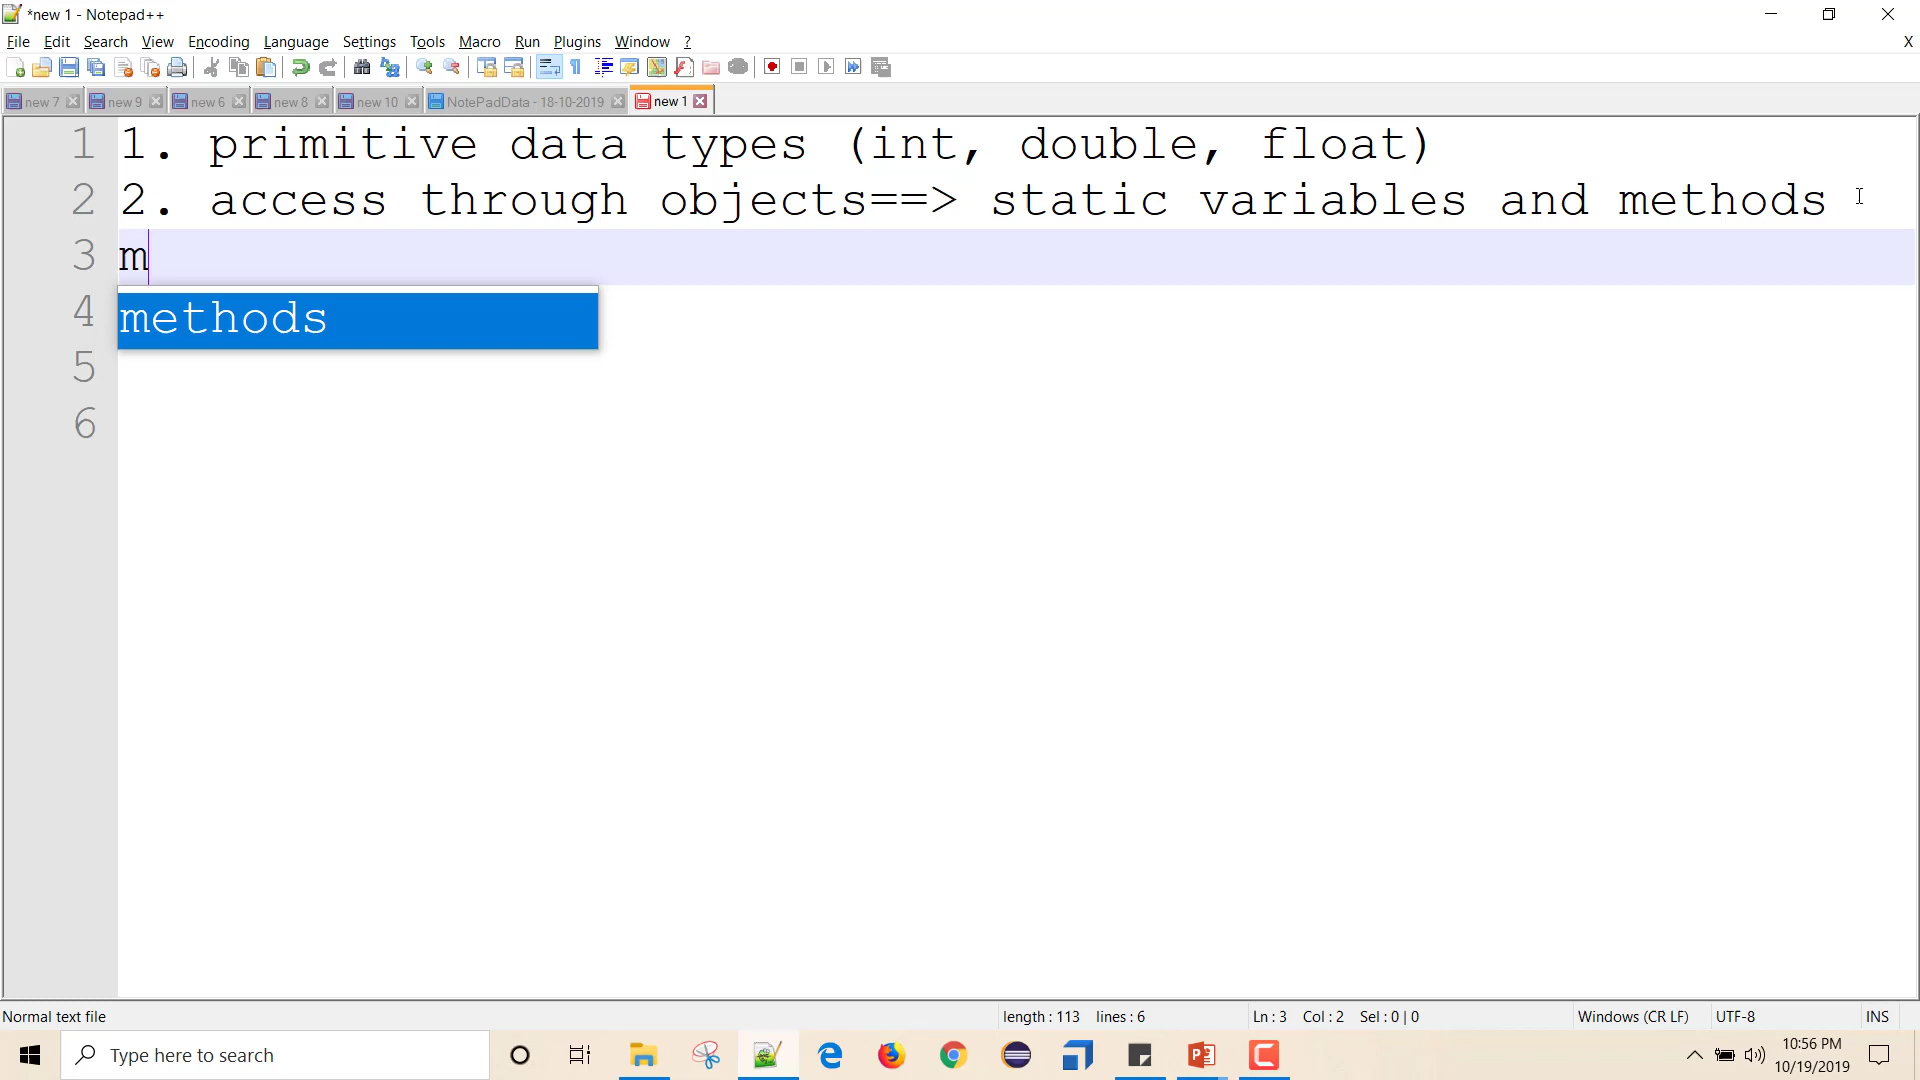 *new 1 - Notepad++
File Edit Search View Encoding Language Settings Tools Macro Run Plugins Window ?
X
new 7 new 9 new 6 new 8 new 10 NotePadData - 18-10-2019 new 1
1 1. primitive data types (int, double, float)
2 2. access through objects==> static variables and methods
3 m
methods
4
5
6
Normal text file length : 113 lines : 6 Ln : 3 Col : 2 Sel : 0 | 0 Windows (CR LF) UTF-8 INS
Type here to search
10:56 PM
10/19/2019